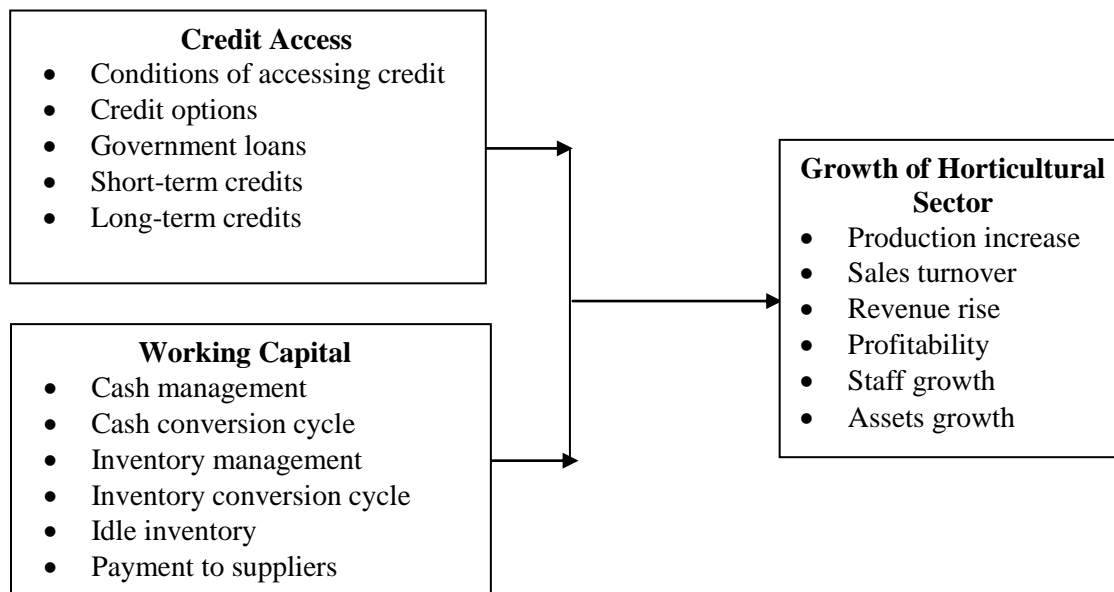 Credit Access
• Conditions of accessing credit
• Credit options
• Government loans
• Short-term credits
• Long-term credits
Working Capital
• Cash management
• Cash conversion cycle
• Inventory management
• Inventory conversion cycle
• Idle inventory
• Payment to suppliers
Growth of Horticultural
Sector
• Production increase
• Sales turnover
• Revenue rise
• Profitability
• Staff growth
• Assets growth